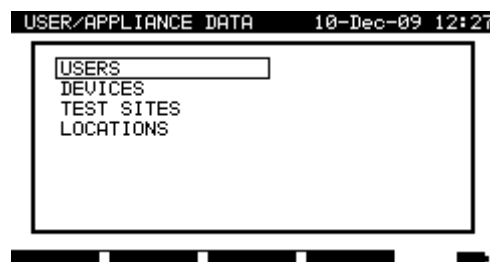 USER/APPLIANCE DATA 10-Dec-09 12:27
USERS
DEVICES
TEST SITES
LOCATIONS